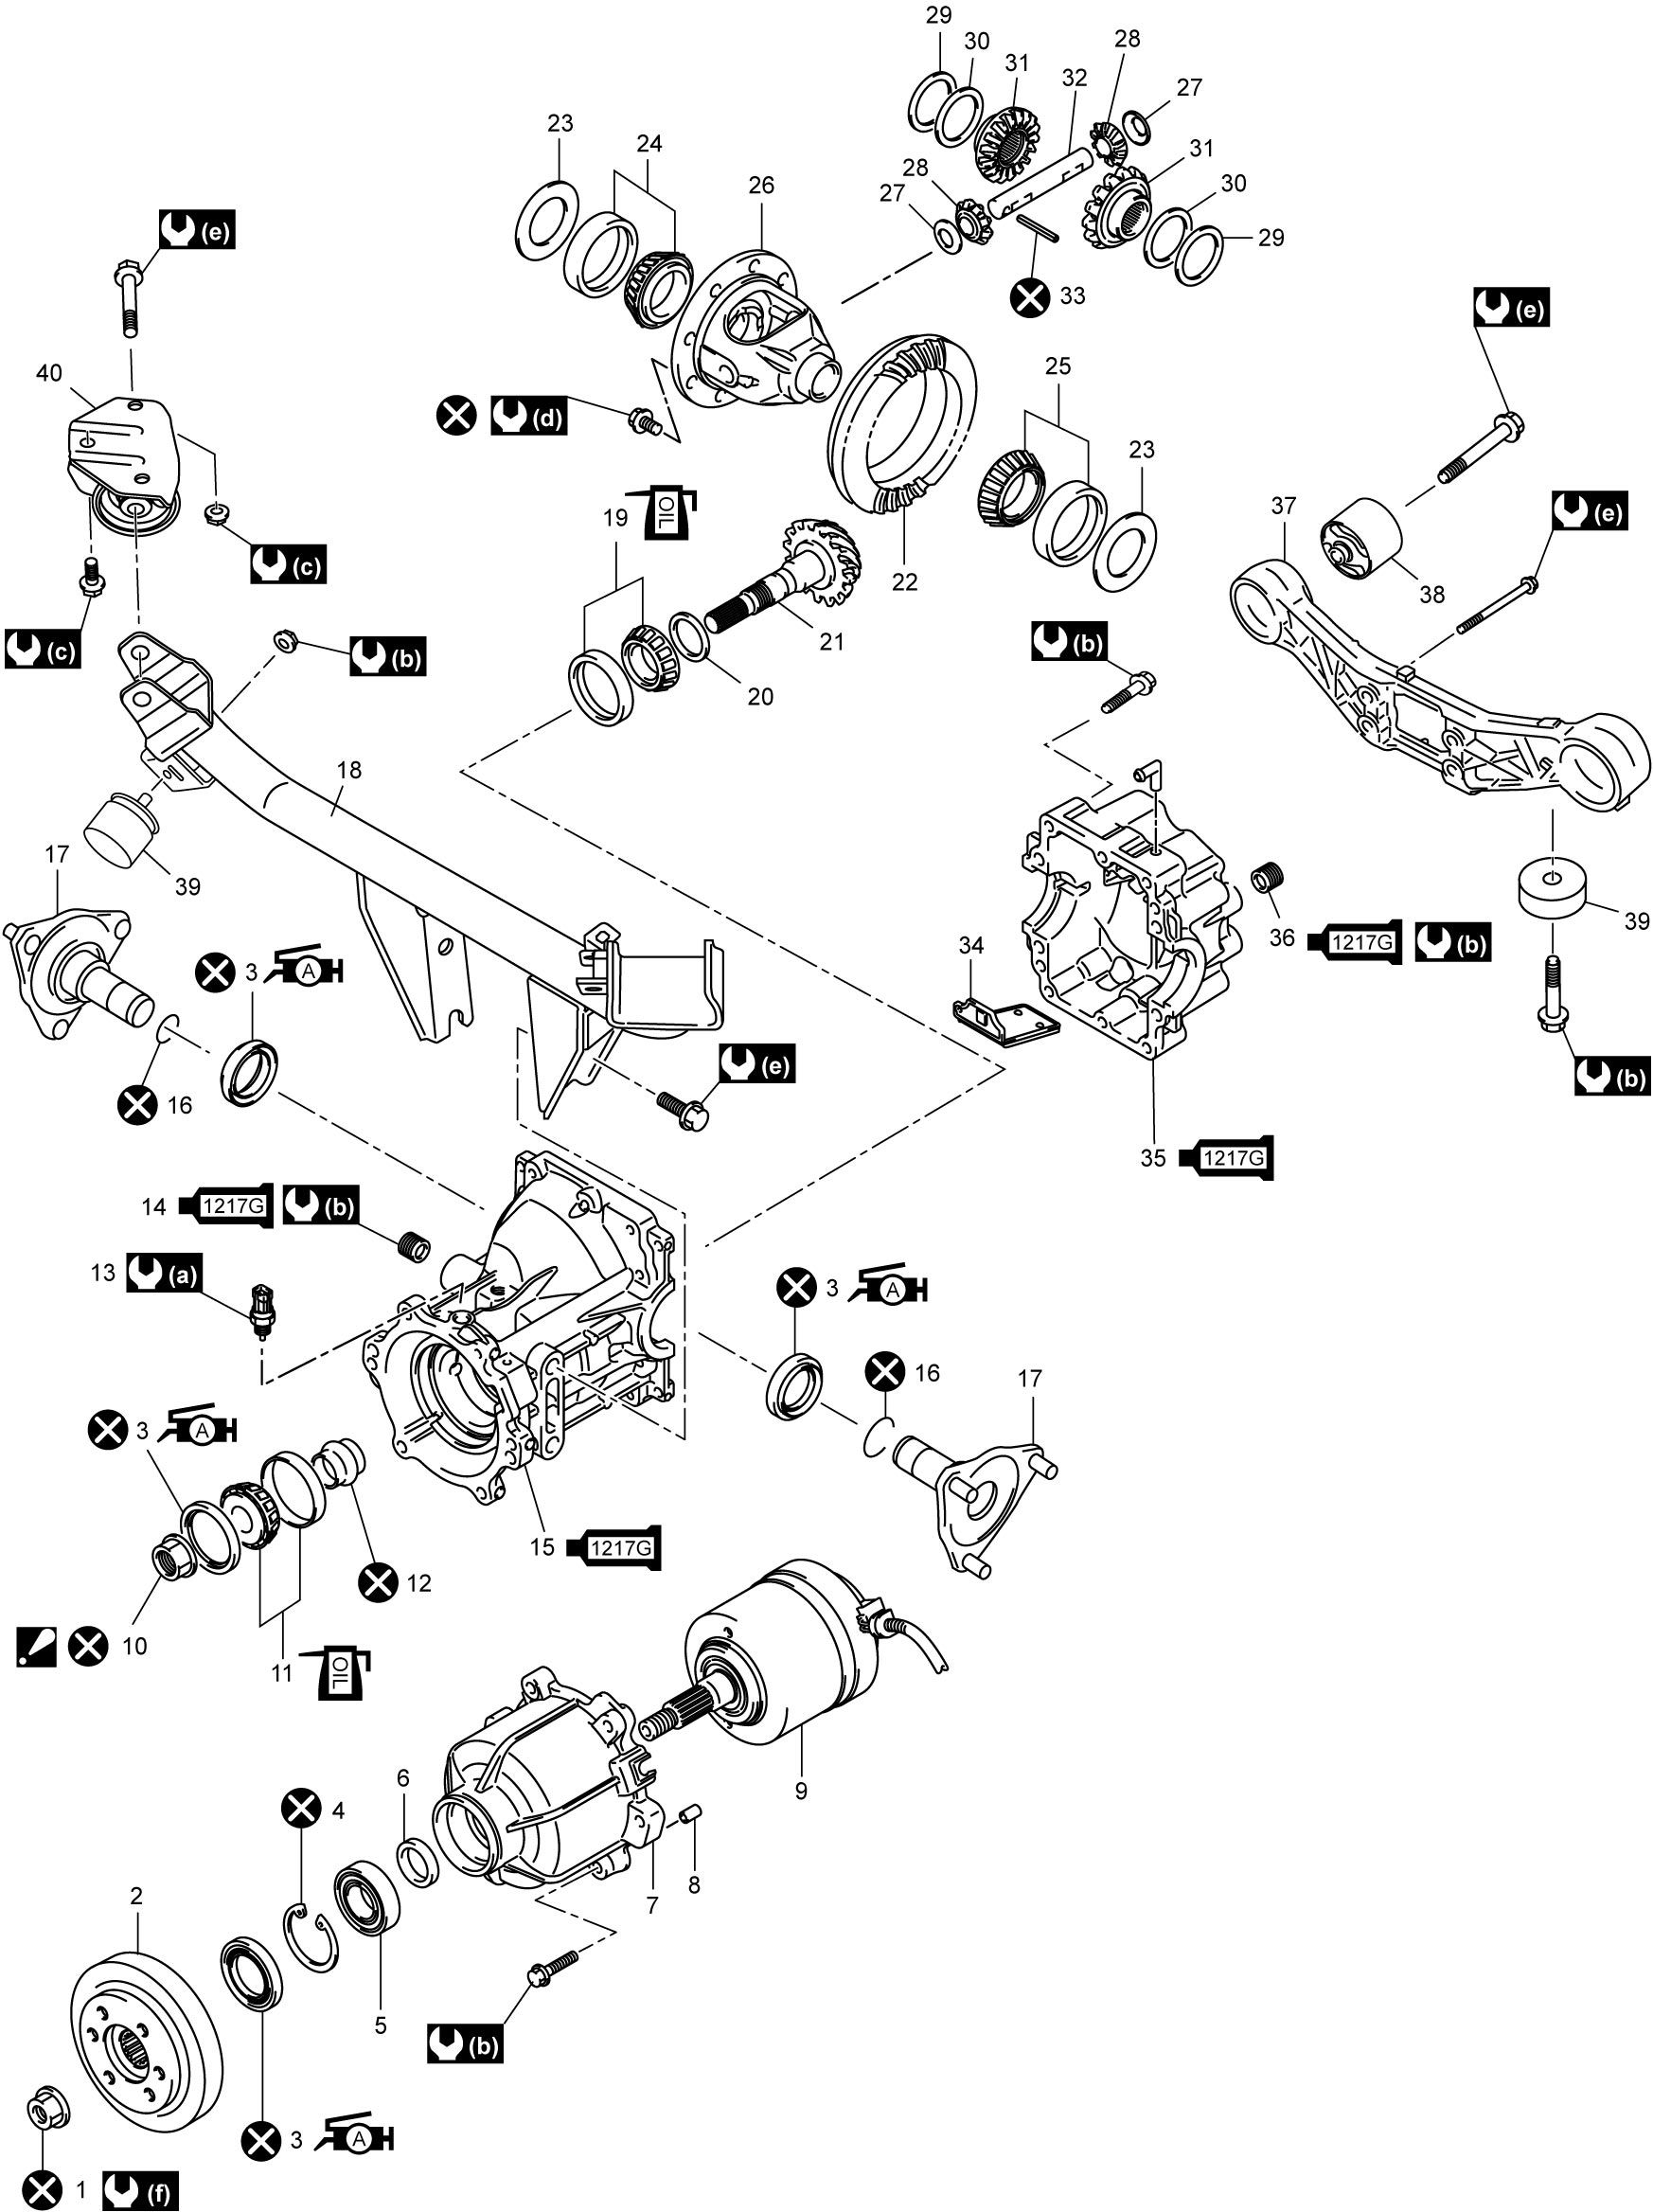 29
30
31
28
32
27
23
24
26
28
31
27
30
(e)
29
33
(e)
40
25
(d)
23
19
OIL
37
(e)
(c)
22
38
21
(b)
(c)
(b)
20
18
17
39
39
3 A
36 1217G (b)
34
16
(e)
(b)
35 1217G
14 1217G (b)
13 (a)
3 A
16
17
3 A
15 1217G
12
10
11 OIL
9
6
4
8
7
2
5
(b)
3 A
1 (f)